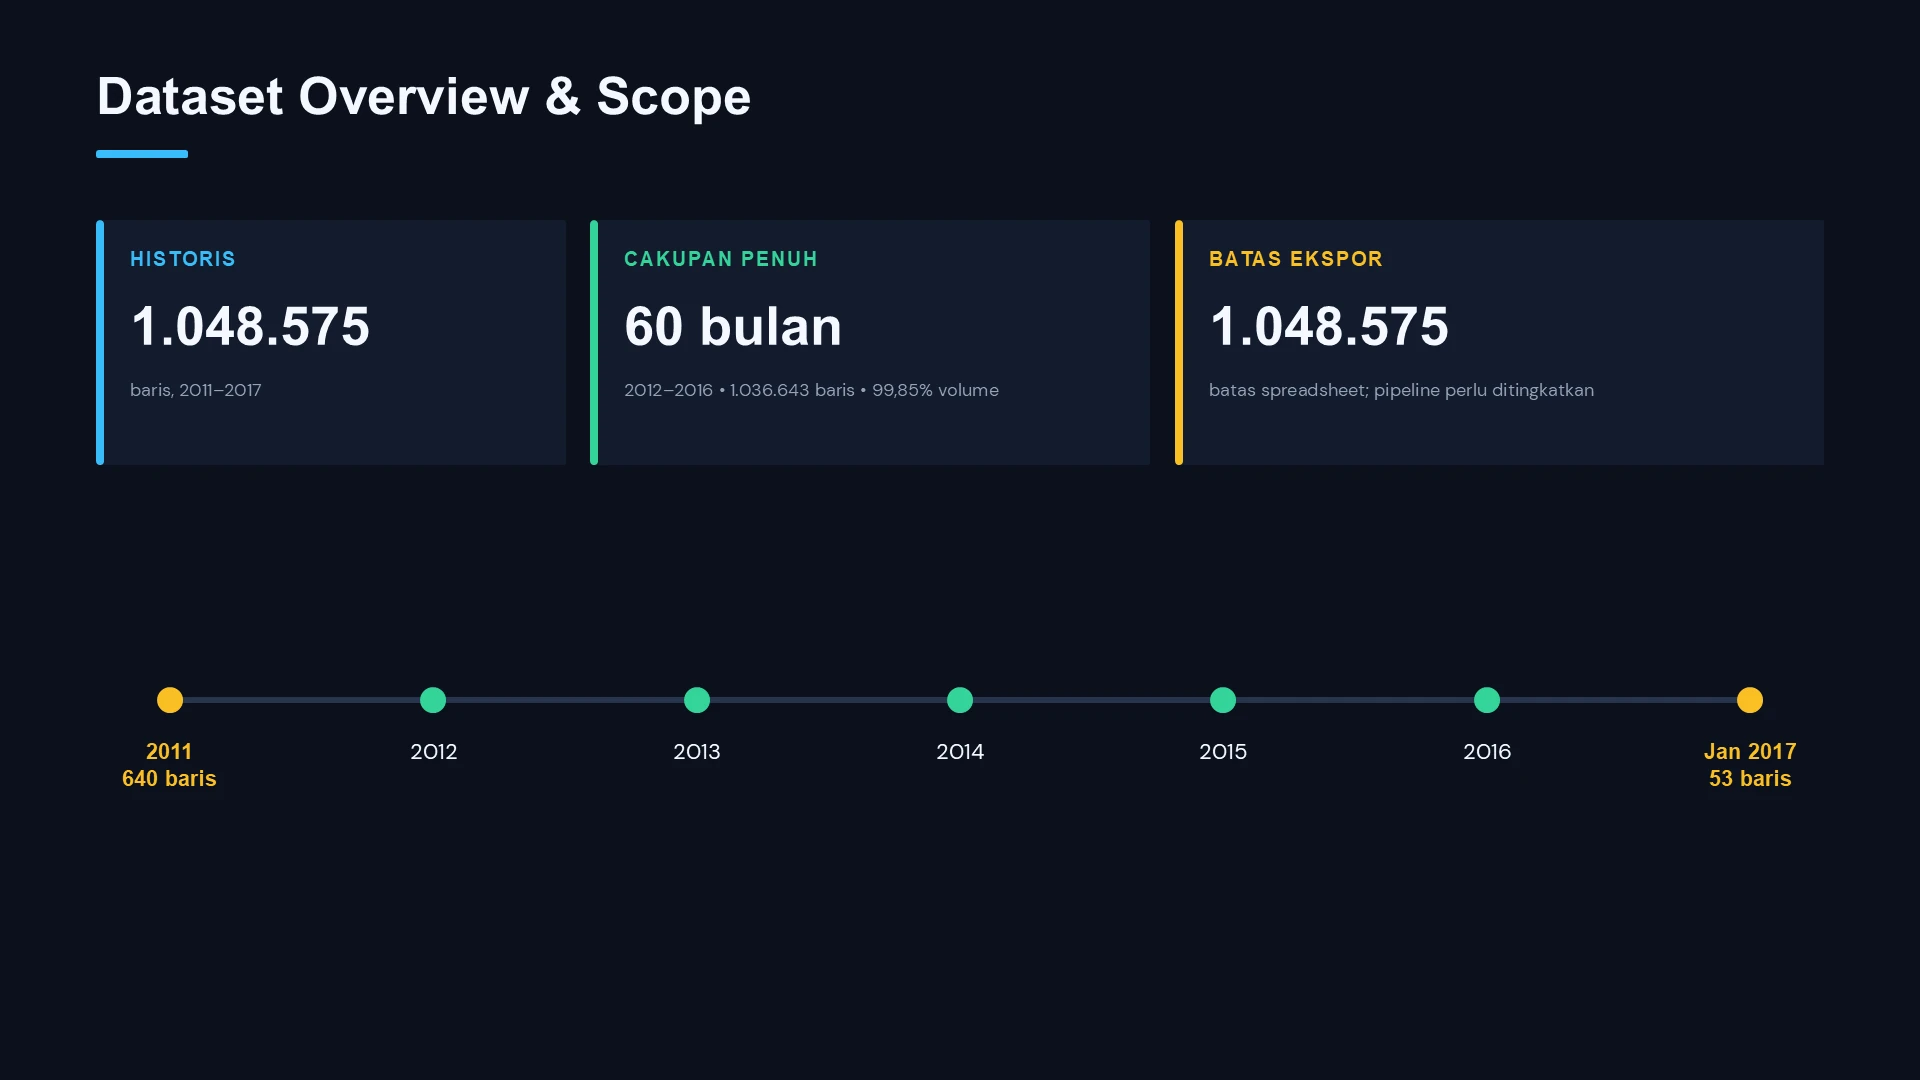 Dataset Overview & Scope
HISTORIS
1.048.575
baris, 2011–2017
CAKUPAN PENUH
60 bulan
2012–2016 • 1.036.643 baris • 99,85% volume
BATAS EKSPOR
1.048.575
batas spreadsheet; pipeline perlu ditingkatkan
2011
640 baris
2012
2013
2014
2015
2016
Jan 2017
53 baris